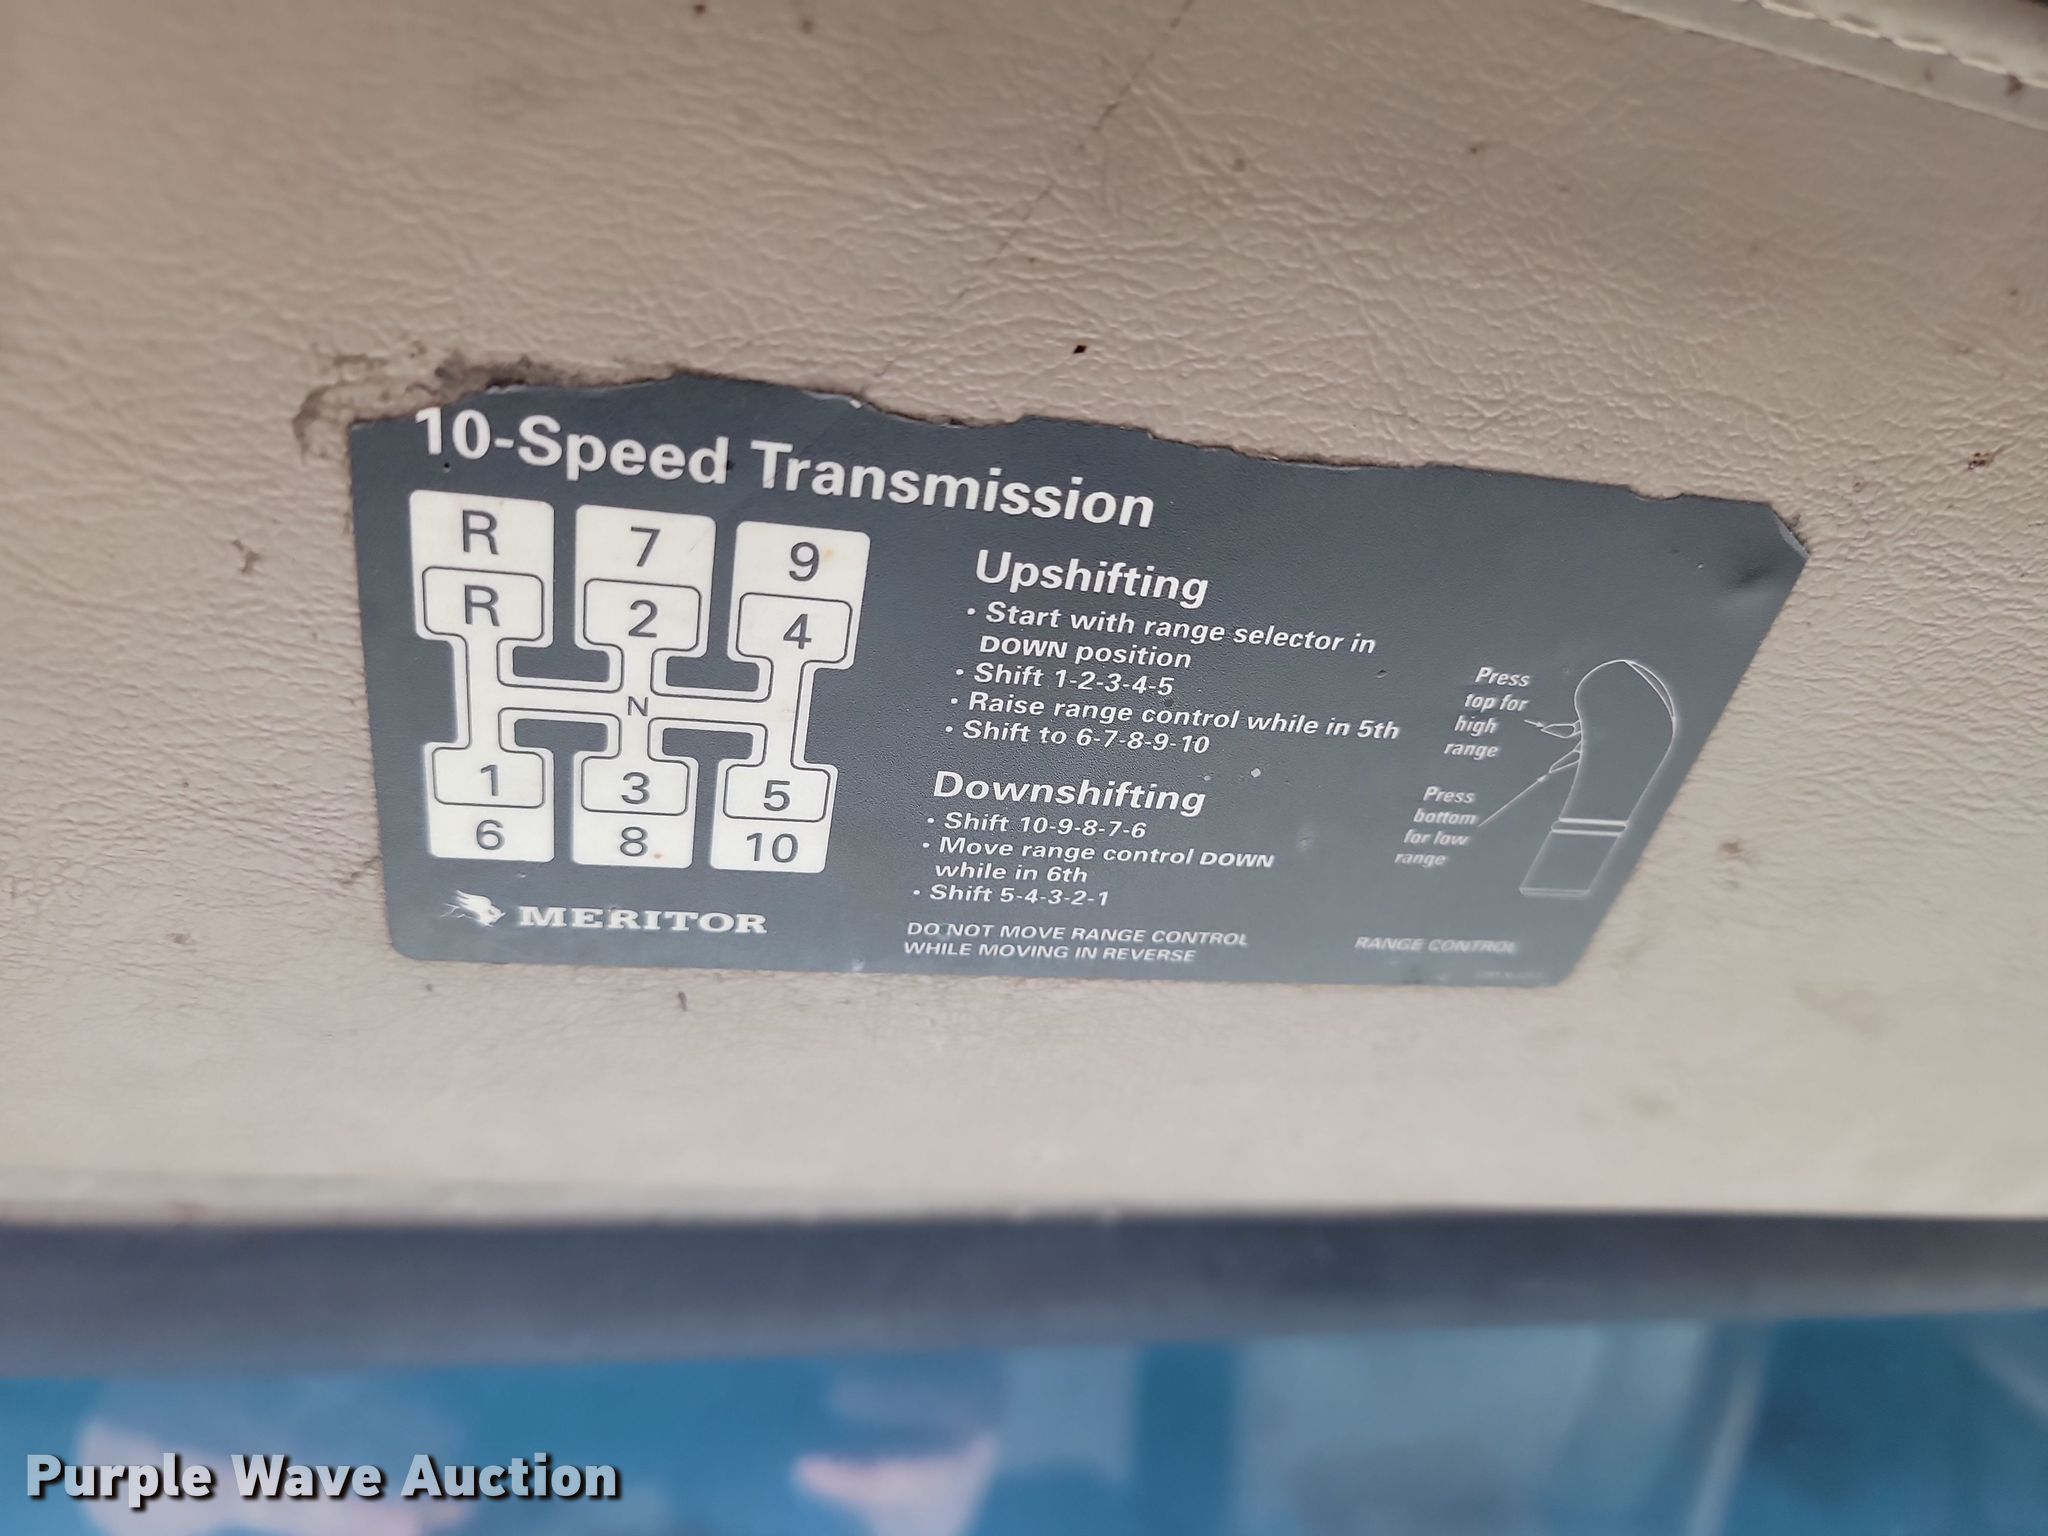 10-Speed Transmission
R 7 9
R 2 4
N
1 3 5
6 8 10
MERITOR
Upshifting
• Start with range selector in
DOWN position
• Shift 1-2-3-4-5
• Raise range control while in 5th
• Shift to 6-7-8-9-10
Downshifting
• Shift 10-9-8-7-6
• Move range control DOWN
while in 6th
• Shift 5-4-3-2-1
DO NOT MOVE RANGE CONTROL
WHILE MOVING IN REVERSE
Press
top for
high
range
Press
bottom
for low
range
RANGE CONTROL
Purple Wave Auction